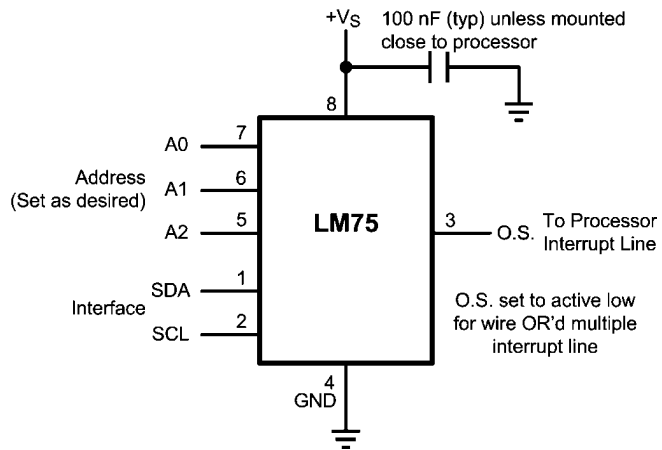 +VS
100 nF (typ) unless mounted
close to processor
8
A0
7
Address
(Set as desired)
A1
6
A2
5
LM75
3
O.S.
To Processor
Interrupt Line
SDA
1
Interface
SCL
2
O.S. set to active low
for wire OR'd multiple
interrupt line
4
GND